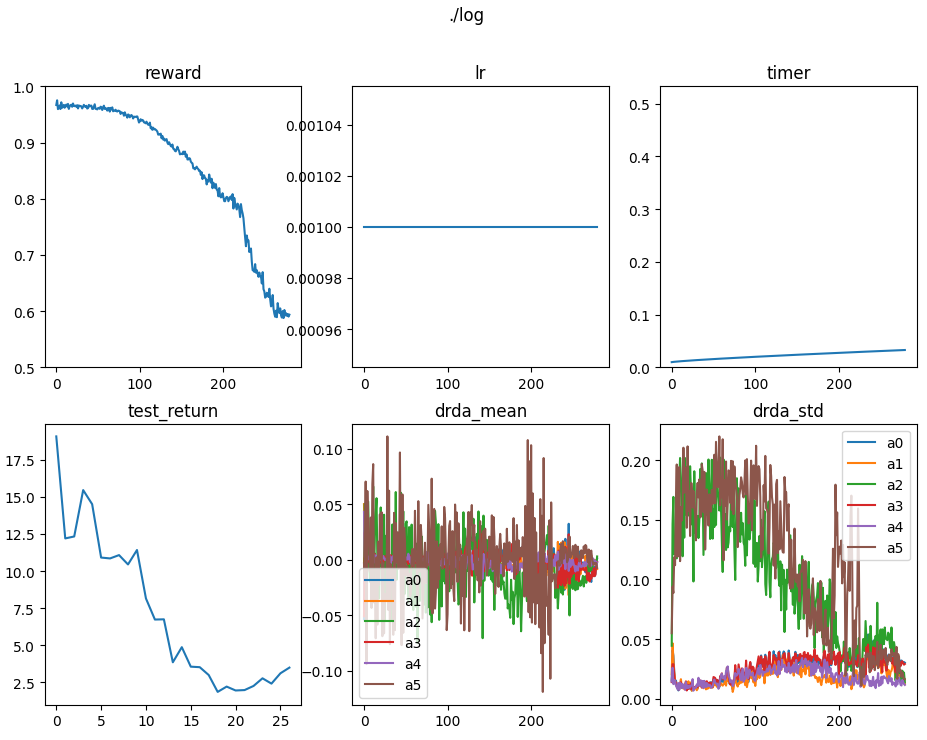 ./log
reward
1.0
0.9
0.8
0.7
0.6
0.5
0
100
200
lr
0.00104
0.00102
0.00100
0.00098
0.00096
0
200
timer
0.5
0.4
0.3
0.2
0.1
0.0
0
200
test_return
17.5
15.0
12.5
10.0
7.5
5.0
2.5
0
5
10
15
20
25
drda_mean
0.10
0.05
0.00
−0.05
−0.10
a0
a1
a2
a3
a4
a5
0
200
drda_std
0.20
0.15
0.10
0.05
0.00
a0
a1
a2
a3
a4
a5
0
100
200